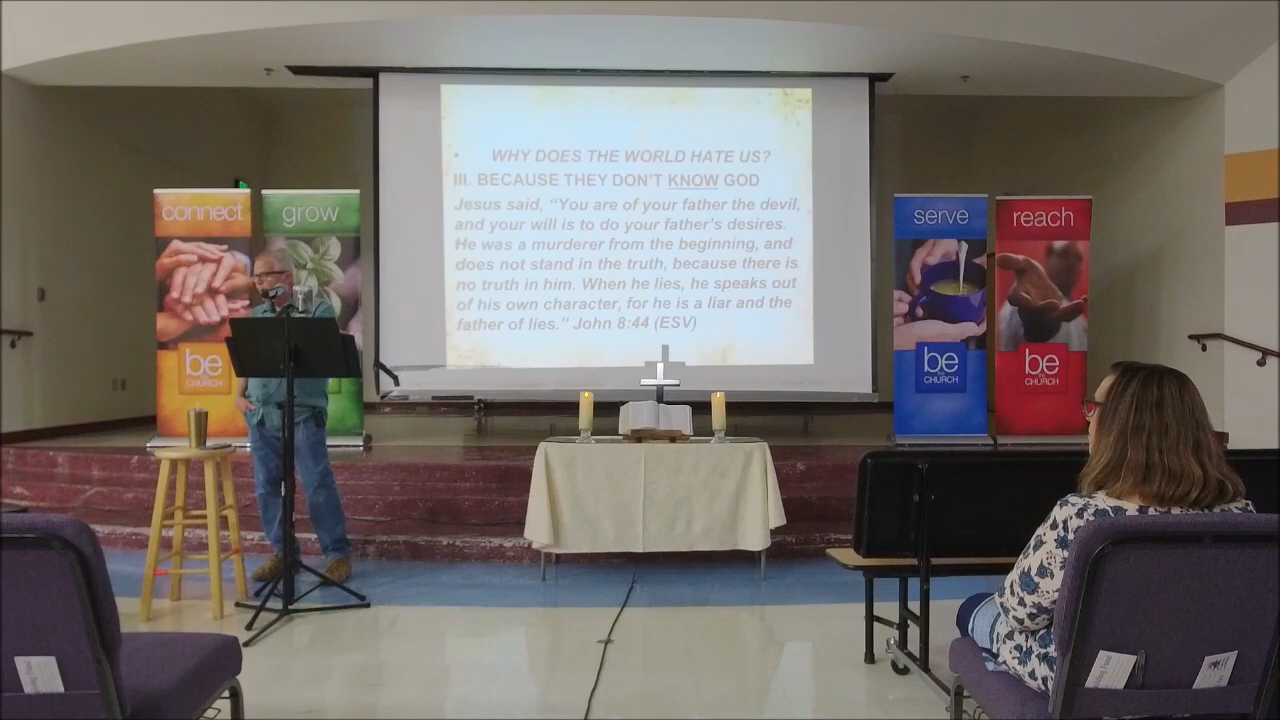 • WHY DOES THE WORLD HATE US?
III. BECAUSE THEY DON'T KNOW GOD
Jesus said, “You are of your father the devil,
and your will is to do your father's desires.
He was a murderer from the beginning, and
does not stand in the truth, because there is
no truth in him. When he lies, he speaks out
of his own character, for he is a liar and the
father of lies.” John 8:44 (ESV)
connect
grow
serve
reach
be
CHURCH
be
the
CHURCH
be
the
CHURCH